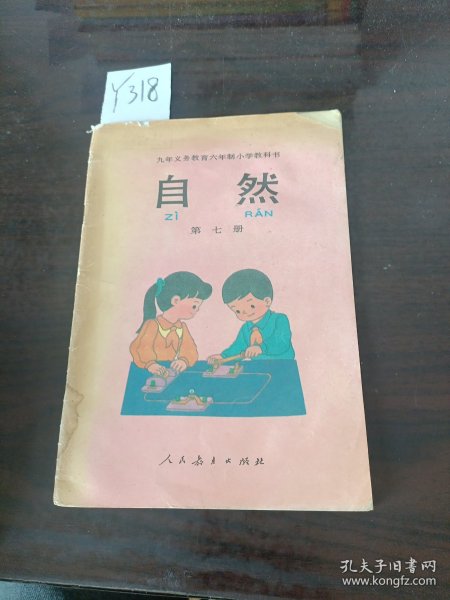 Y318
九年义务教育六年制小学教科书
自然
ZÌ RÁN
第七册
人民教育出版社
孔夫子旧书网
www.kongfz.com